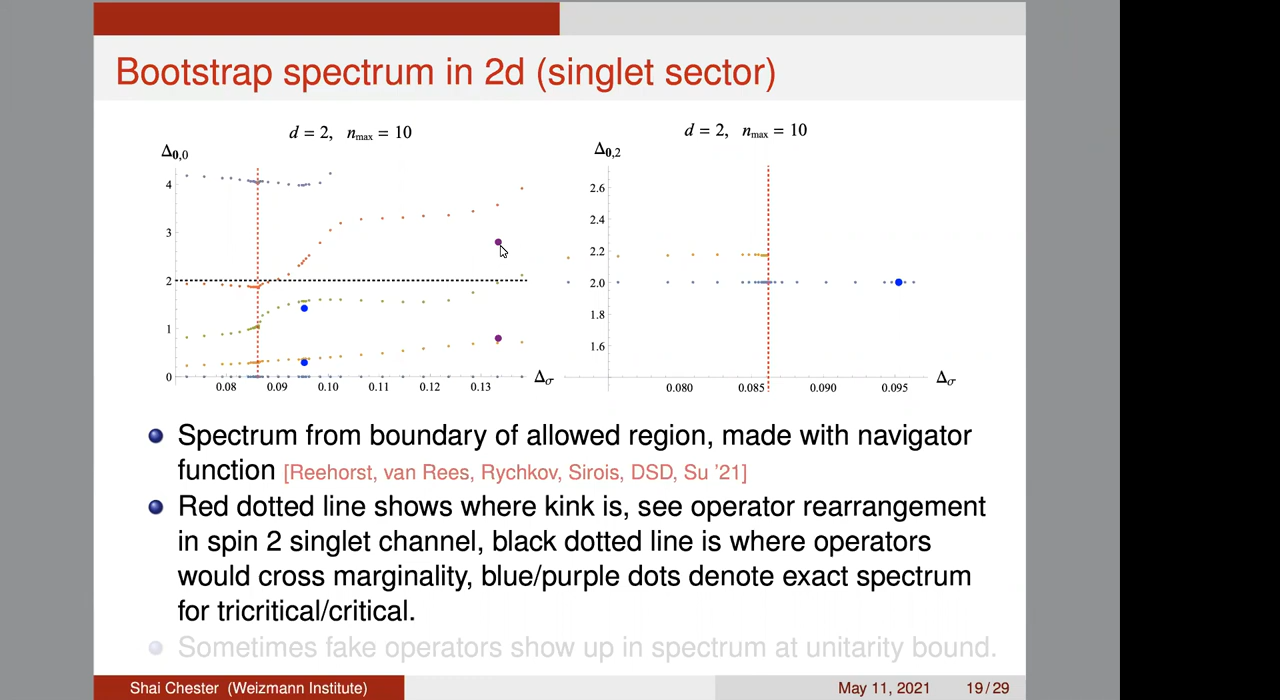 Bootstrap spectrum in 2d (singlet sector)
d = 2, nmax = 10
Δ0,0
4
3
2
1
0
0.08 0.09 0.10 0.11 0.12 0.13
Δσ
d = 2, nmax = 10
Δ0,2
2.6
2.4
2.2
2.0
1.8
1.6
0.080 0.085 0.090 0.095
Δσ
Spectrum from boundary of allowed region, made with navigator
function [Reehorst, van Rees, Rychkov, Sirois, DSD, Su '21]
Red dotted line shows where kink is, see operator rearrangement
in spin 2 singlet channel, black dotted line is where operators
would cross marginality, blue/purple dots denote exact spectrum
for tricritical/critical.
Sometimes fake operators show up in spectrum at unitarity bound.
Shai Chester (Weizmann Institute) May 11, 2021 19/29